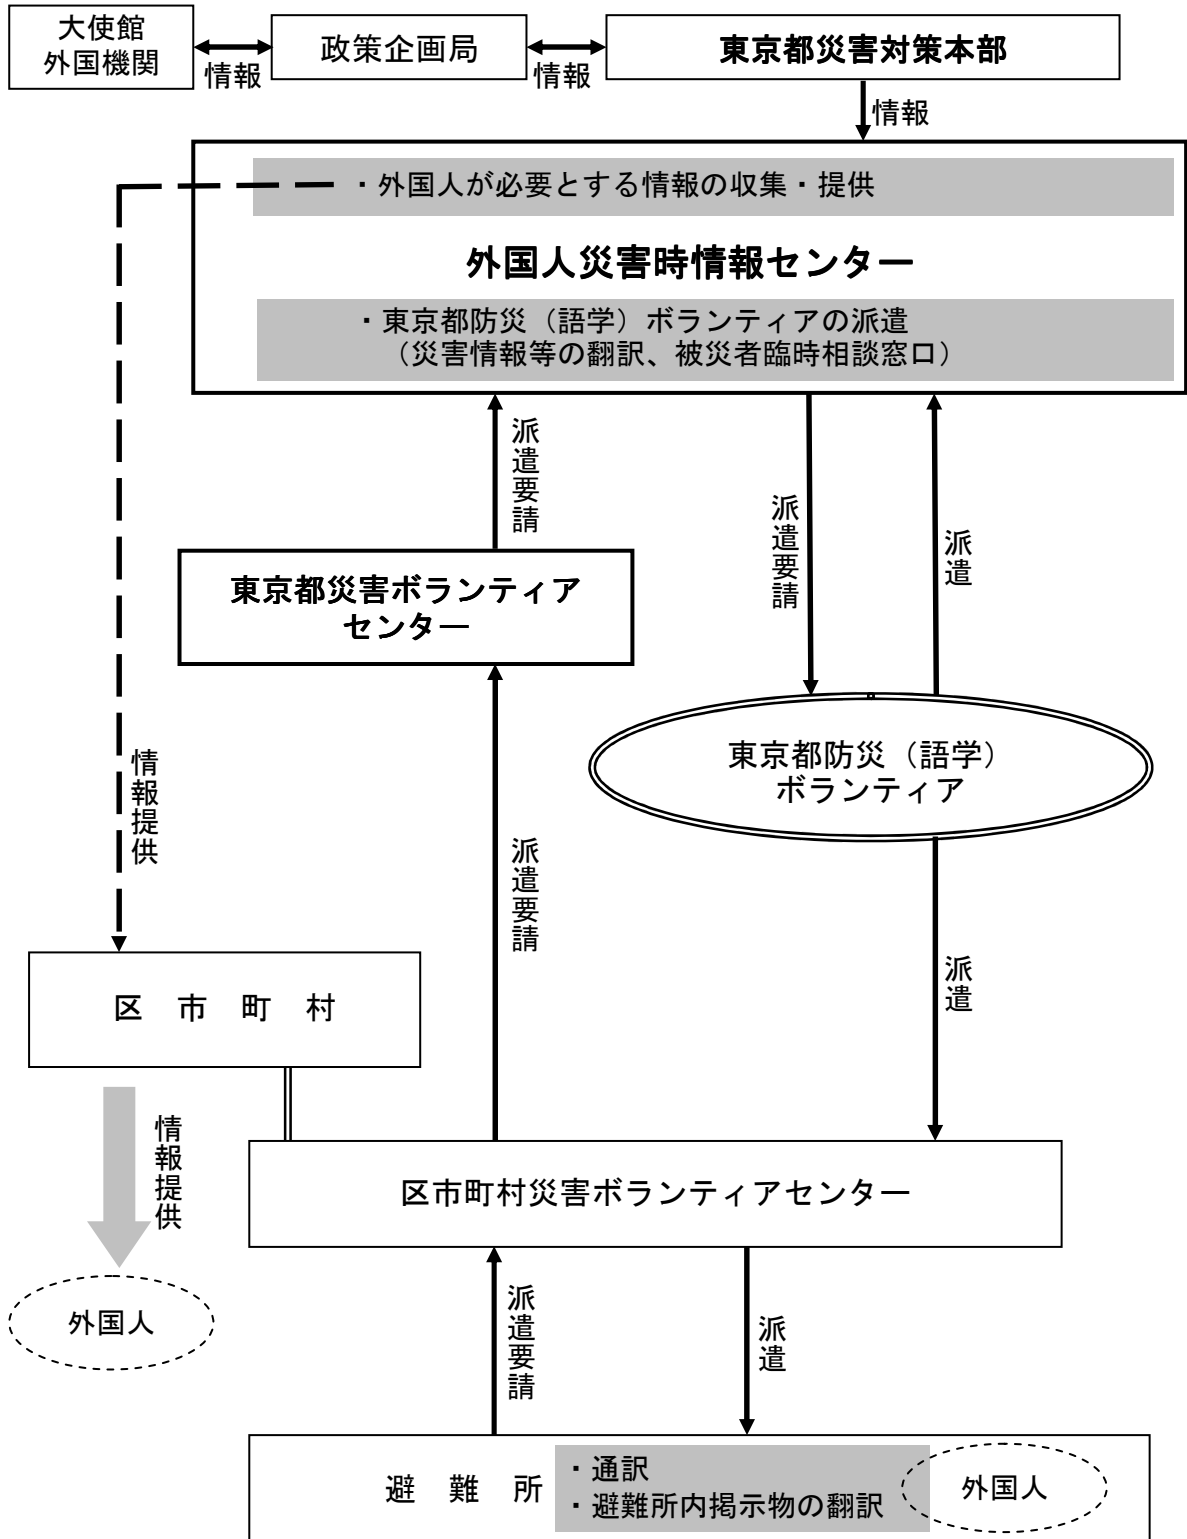 大使館
外国機関
情報
政策企画局
情報
東京都災害対策本部
情報
・外国人が必要とする情報の収集・提供
外国人災害時情報センター
・東京都防災（語学）ボランティアの派遣
（災害情報等の翻訳、被災者臨時相談窓口）
派遣要請
派遣要請
派遣
東京都災害ボランティア
センター
東京都防災（語学）
ボランティア
情報提供
派遣要請
派遣
区　市　町　村
情報提供
区市町村災害ボランティアセンター
外国人
派遣要請
派遣
避　難　所
・通訳
・避難所内掲示物の翻訳
外国人